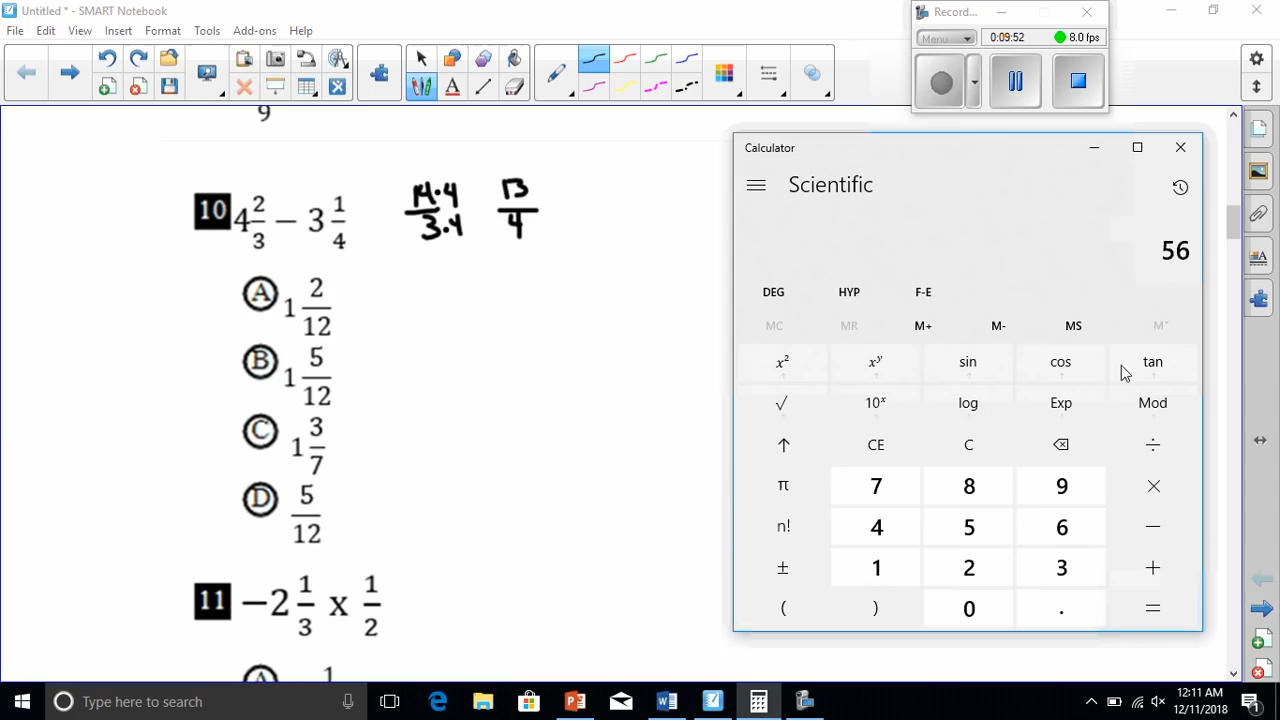 Untitled * - SMART Notebook
File Edit View Insert Format Tools Add-ons Help
Record...
Menu
0:09:52 8.0 fps
9
10 4 2/3 − 3 1/4
14·4/3·4 13/4
A 1 2/12
B 1 5/12
C 1 3/7
D 5/12
11 −2 1/3 x 1/2
A 1
Calculator
Scientific
56
DEG HYP F-E
MC MR M+ M- MS M˅
x² xʸ sin cos tan
√ 10ˣ log Exp Mod
↑ CE C ⌫ ÷
π 7 8 9 ×
n! 4 5 6 −
± 1 2 3 +
( ) 0 . =
Type here to search
12:11 AM
12/11/2018
1